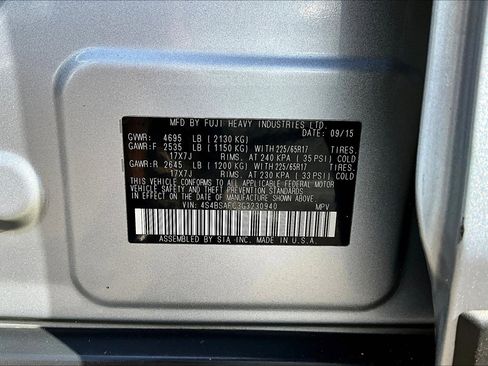 MFD BY FUJI HEAVY INDUSTRIES LTD.
DATE: 09/15
GVWR: 4695 LB (2130 KG)
GAWR:F 2535 LB (1150 KG) WITH 225/65R17 TIRES.
17X7J RIMS. AT 240 KPA (35 PSI) COLD
GAWR:R 2645 LB (1200 KG) WITH 225/65R17 TIRES.
17X7J RIMS. AT 230 KPA (33 PSI) COLD
THIS VEHICLE CONFORMS TO ALL APPLICABLE FEDERAL MOTOR
VEHICLE SAFETY AND THEFT PREVENTION STANDARDS
IN EFFECT ON THE DATE OF MANUFACTURE SHOWN ABOVE.
VIN: 4S4BSAFC3G3230940 MPV
ASSEMBLED BY SIA INC. MADE IN U.S.A.